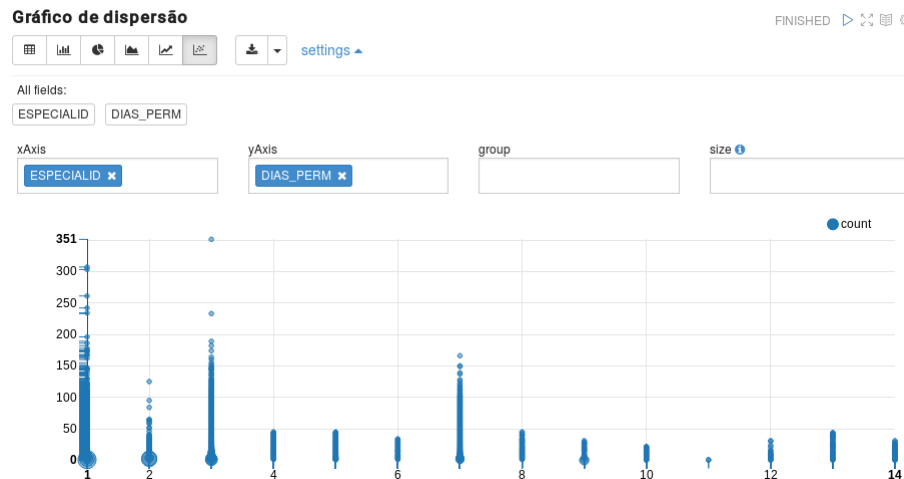 Gráfico de dispersão
FINISHED
settings
All fields:
ESPECIALID DIAS_PERM
xAxis yAxis group size
ESPECIALID DIAS_PERM
count
351
300
250
200
150
100
50
0
1 2 4 6 8 10 12 14